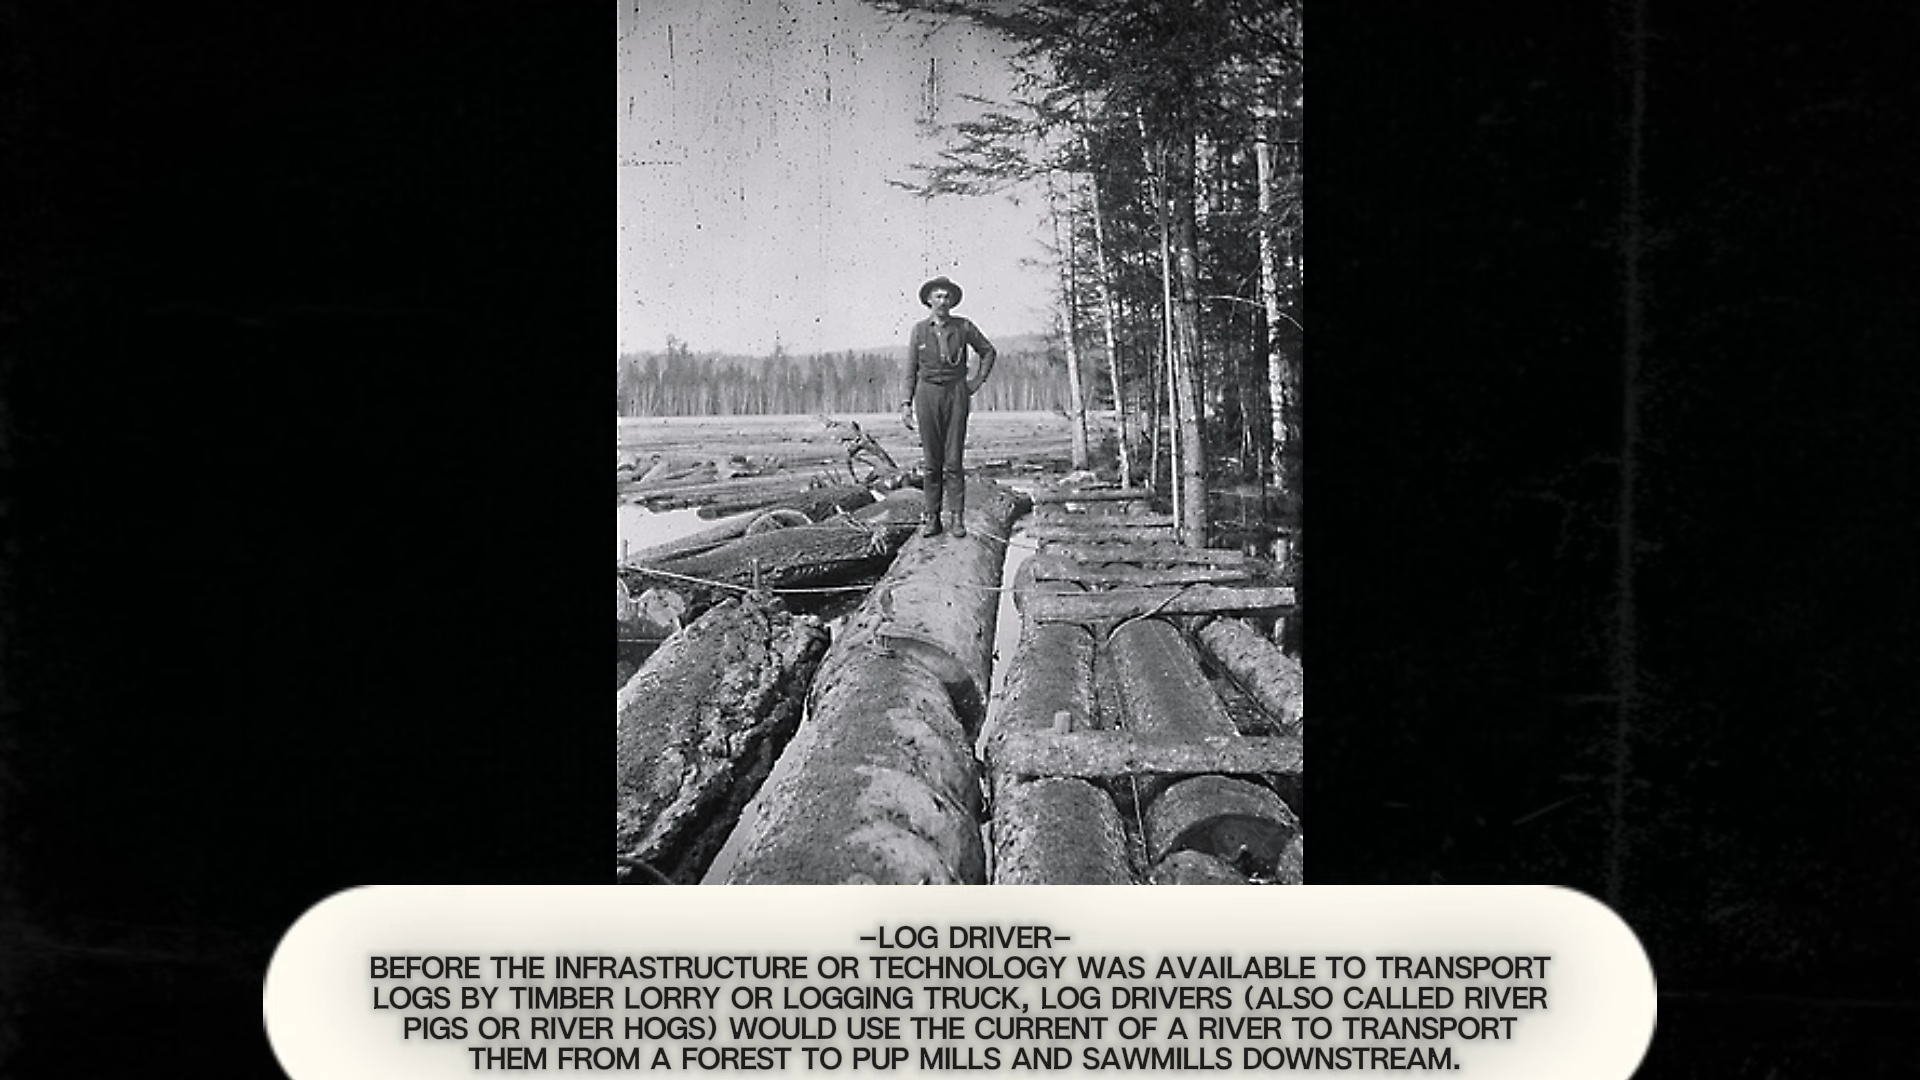 -LOG DRIVER-
BEFORE THE INFRASTRUCTURE OR TECHNOLOGY WAS AVAILABLE TO TRANSPORT
LOGS BY TIMBER LORRY OR LOGGING TRUCK, LOG DRIVERS (ALSO CALLED RIVER
PIGS OR RIVER HOGS) WOULD USE THE CURRENT OF A RIVER TO TRANSPORT
THEM FROM A FOREST TO PUP MILLS AND SAWMILLS DOWNSTREAM.